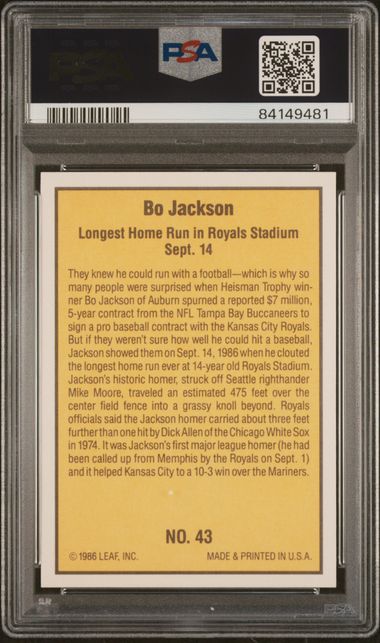 PSA
PSA
84149481
Bo Jackson
Longest Home Run in Royals Stadium
Sept. 14
They knew he could run with a football—which is why so
many people were surprised when Heisman Trophy win-
ner Bo Jackson of Auburn spurned a reported $7 million,
5-year contract from the NFL Tampa Bay Buccaneers to
sign a pro baseball contract with the Kansas City Royals.
But if they weren't sure how well he could hit a baseball,
Jackson showed them on Sept. 14, 1986 when he clouted
the longest home run ever at 14-year old Royals Stadium.
Jackson's historic homer, struck off Seattle righthander
Mike Moore, traveled an estimated 475 feet over the
center field fence into a grassy knoll beyond. Royals
officials said the Jackson homer carried about three feet
further than one hit by Dick Allen of the Chicago White Sox
in 1974. It was Jackson's first major league homer (he had
been called up from Memphis by the Royals on Sept. 1)
and it helped Kansas City to a 10-3 win over the Mariners.
NO. 43
© 1986 LEAF, INC. MADE & PRINTED IN U.S.A.